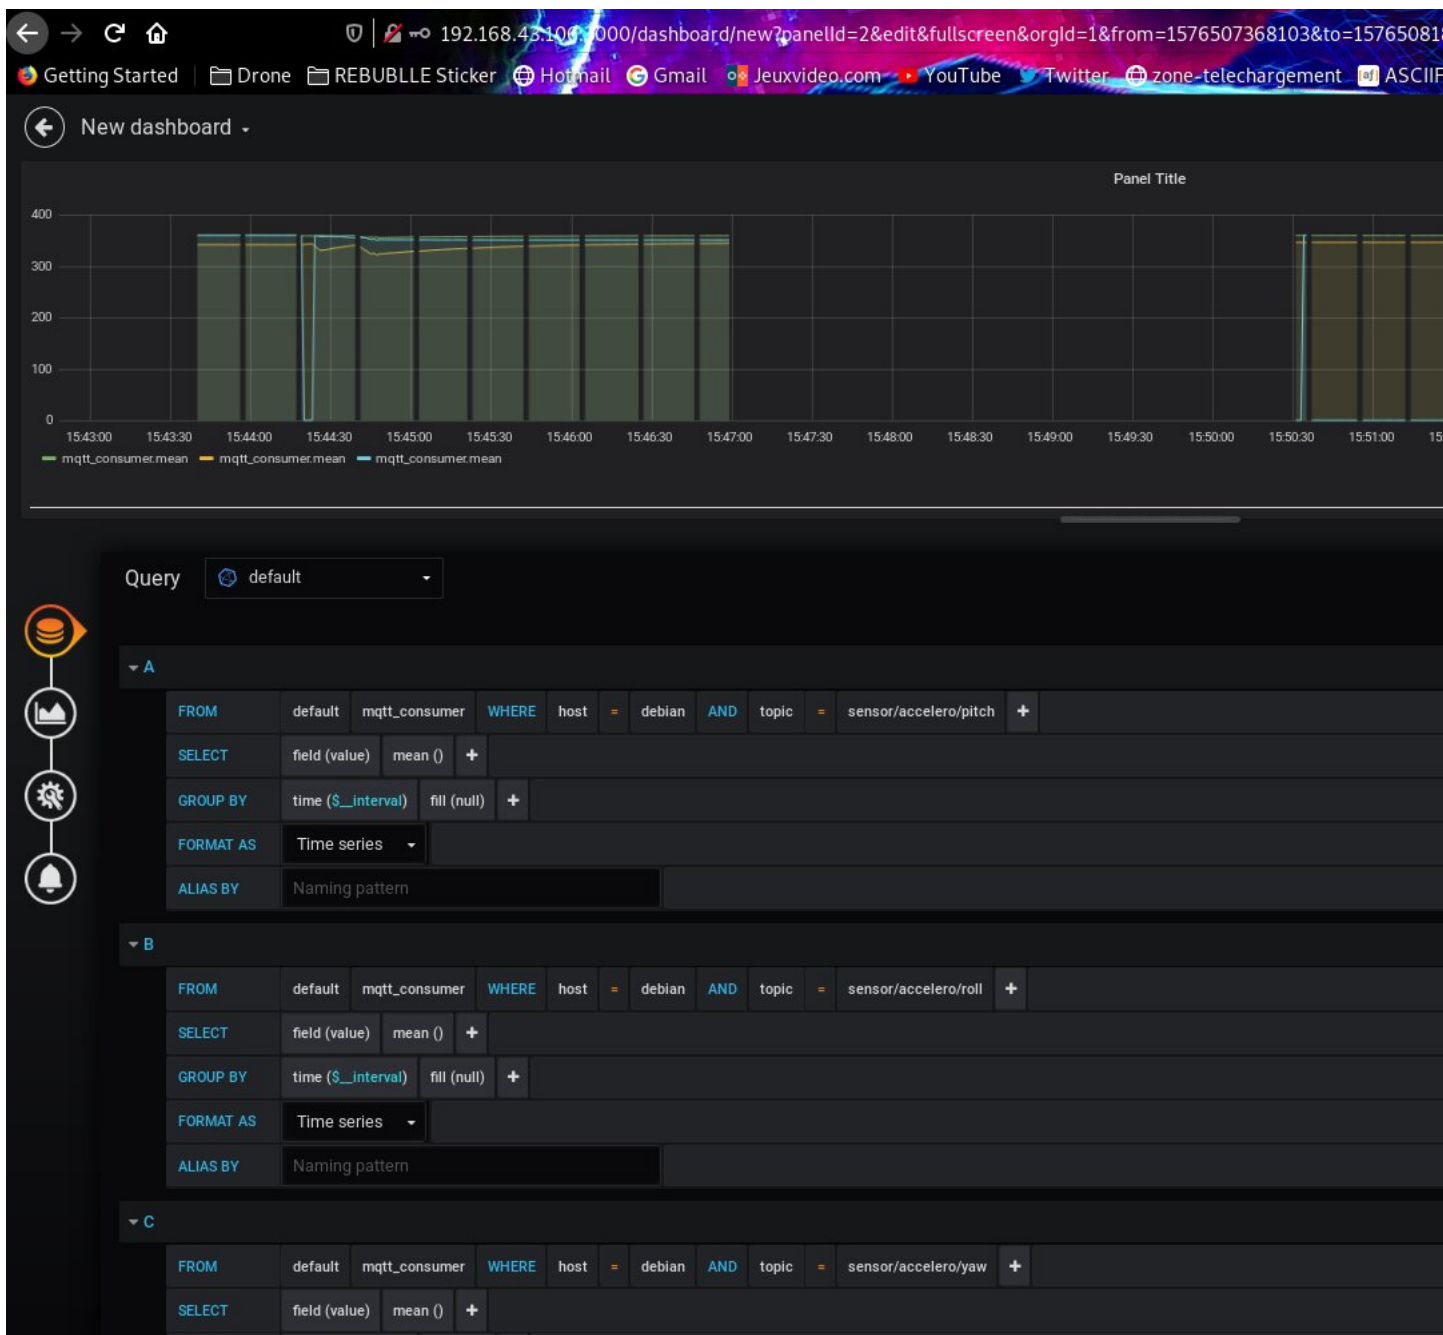 192.168.43.106:3000/dashboard/new?panelId=2&edit&fullscreen&orgId=1&from=1576507368103&to=15765081
Getting Started Drone REBUBLLE Sticker Hotmail Gmail Jeuxvideo.com YouTube Twitter zone-telechargement ASCIIF
New dashboard
Panel Title
400
300
200
100
0
15:43:00 15:43:30 15:44:00 15:44:30 15:45:00 15:45:30 15:46:00 15:46:30 15:47:00 15:47:30 15:48:00 15:48:30 15:49:00 15:49:30 15:50:00 15:50:30 15:51:00 15
mqtt_consumer.mean mqtt_consumer.mean mqtt_consumer.mean
Query default
A
FROM default mqtt_consumer WHERE host = debian AND topic = sensor/accelero/pitch +
SELECT field (value) mean () +
GROUP BY time ($__interval) fill (null) +
FORMAT AS Time series
ALIAS BY Naming pattern
B
FROM default mqtt_consumer WHERE host = debian AND topic = sensor/accelero/roll +
SELECT field (value) mean () +
GROUP BY time ($__interval) fill (null) +
FORMAT AS Time series
ALIAS BY Naming pattern
C
FROM default mqtt_consumer WHERE host = debian AND topic = sensor/accelero/yaw +
SELECT field (value) mean () +